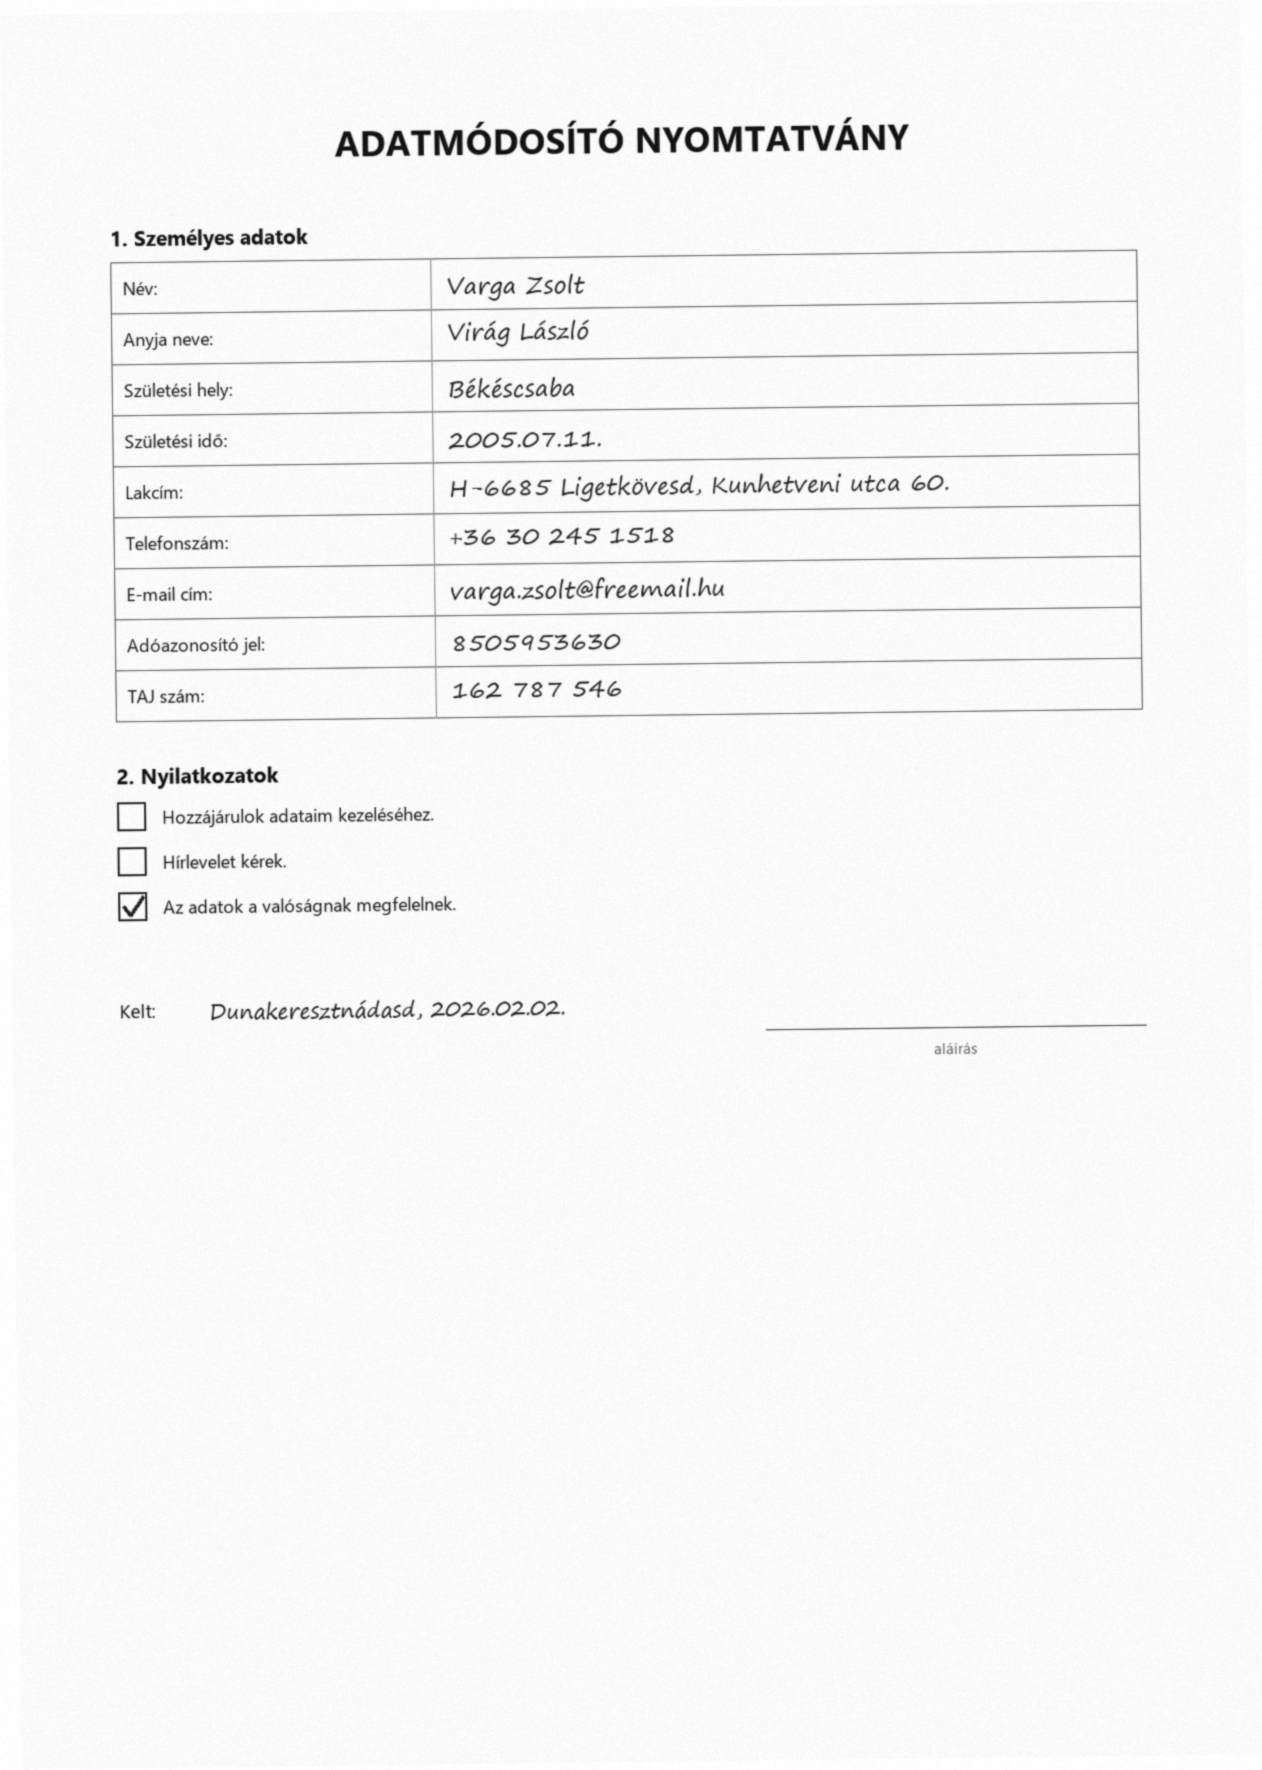 ADATMÓDOSÍTÓ NYOMTATVÁNY
1. Személyes adatok
Név: Varga Zsolt
Anyja neve: Virág László
Születési hely: Békéscsaba
Születési idő: 2005.07.11.
Lakcím: H-6685 Ligetkövesd, Kunhetveni utca 60.
Telefonszám: +36 30 245 1518
E-mail cím: varga.zsolt@freemail.hu
Adóazonosító jel: 8505953630
TAJ szám: 162 787 546
2. Nyilatkozatok
Hozzájárulok adataim kezeléséhez.
Hírlevelet kérek.
Az adatok a valóságnak megfelelnek.
Kelt: Dunakeresztnádasd, 2026.02.02.
aláirás